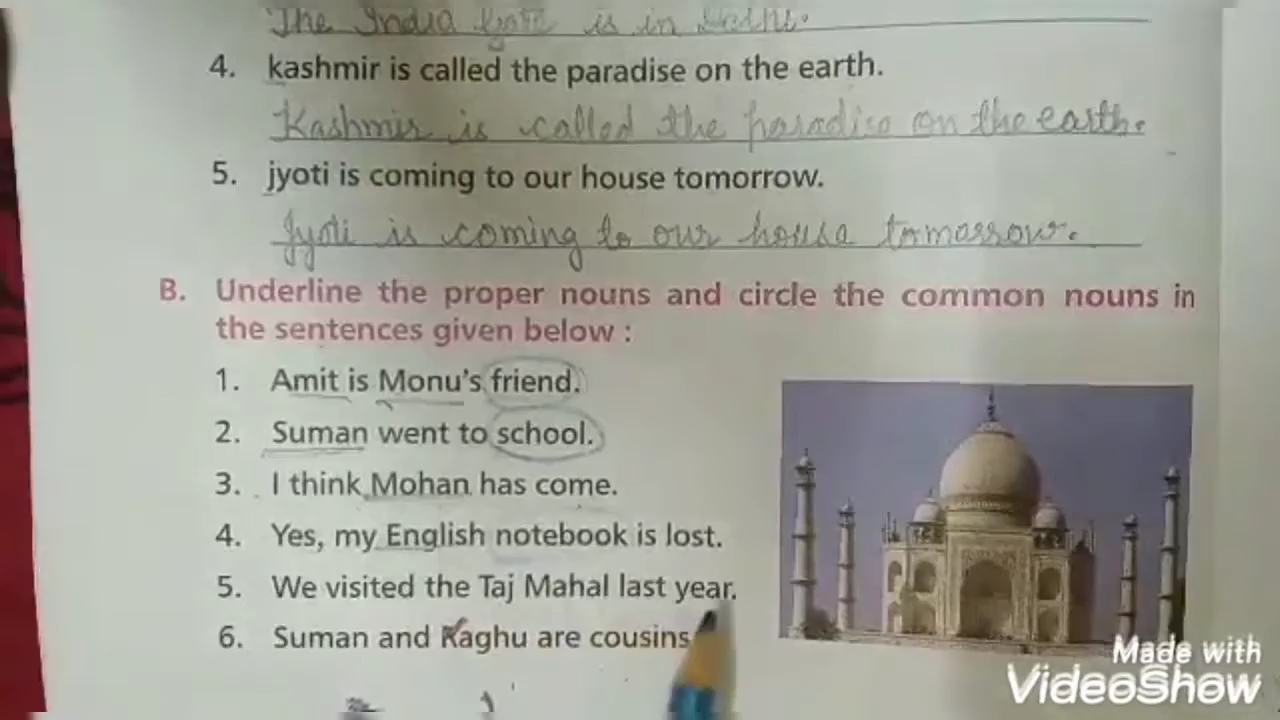 The India Gate is in Delhi.
4. kashmir is called the paradise on the earth.
Kashmir is called the paradise on the earth.
5. jyoti is coming to our house tomorrow.
Jyoti is coming to our house tomorrow.
B. Underline the proper nouns and circle the common nouns in
the sentences given below :
1. Amit is Monu's friend.
2. Suman went to school.
3. I think Mohan has come.
4. Yes, my English notebook is lost.
5. We visited the Taj Mahal last year.
6. Suman and Raghu are cousins
Made with
VideoShow